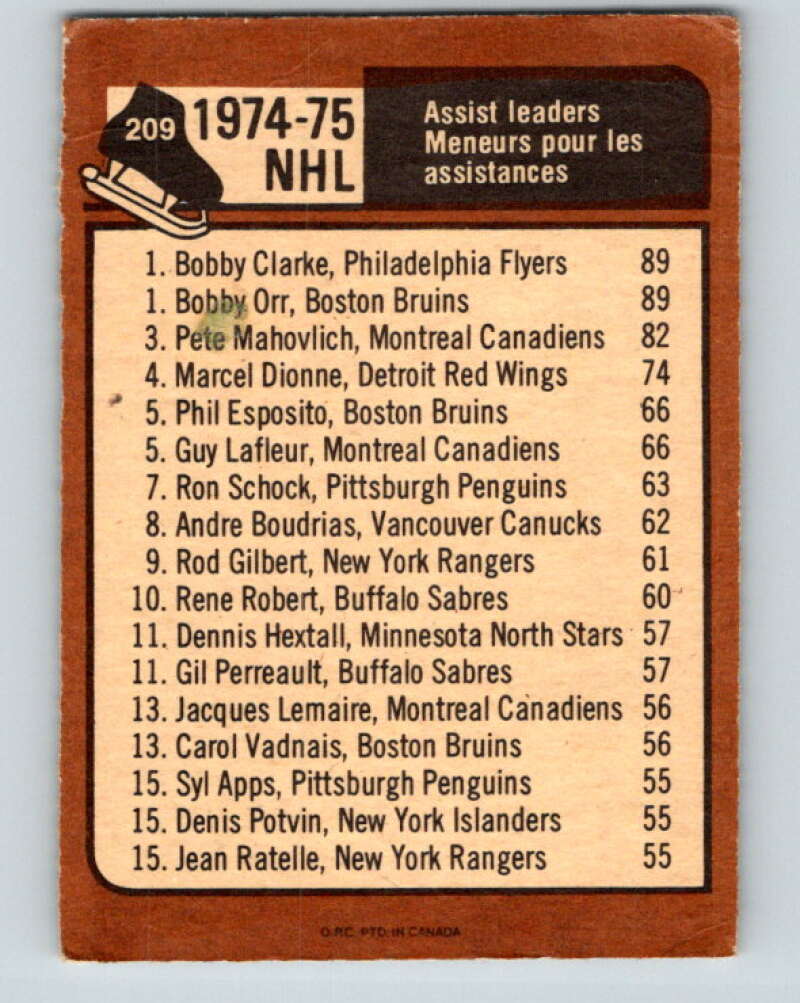 209
1974-75
NHL
Assist leaders
Meneurs pour les
assistances
1. Bobby Clarke, Philadelphia Flyers 89
1. Bobby Orr, Boston Bruins 89
3. Pete Mahovlich, Montreal Canadiens 82
4. Marcel Dionne, Detroit Red Wings 74
5. Phil Esposito, Boston Bruins 66
5. Guy Lafleur, Montreal Canadiens 66
7. Ron Schock, Pittsburgh Penguins 63
8. Andre Boudrias, Vancouver Canucks 62
9. Rod Gilbert, New York Rangers 61
10. Rene Robert, Buffalo Sabres 60
11. Dennis Hextall, Minnesota North Stars 57
11. Gil Perreault, Buffalo Sabres 57
13. Jacques Lemaire, Montreal Canadiens 56
13. Carol Vadnais, Boston Bruins 56
15. Syl Apps, Pittsburgh Penguins 55
15. Denis Potvin, New York Islanders 55
15. Jean Ratelle, New York Rangers 55
O.P.C. PTD. IN CANADA